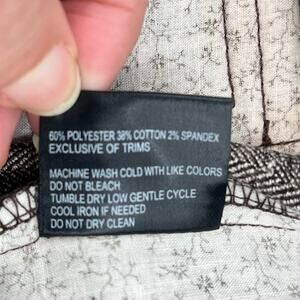 60% POLYESTER 38% COTTON 2% SPANDEX
EXCLUSIVE OF TRIMS
MACHINE WASH COLD WITH LIKE COLORS
DO NOT BLEACH
TUMBLE DRY LOW GENTLE CYCLE
COOL IRON IF NEEDED
DO NOT DRY CLEAN